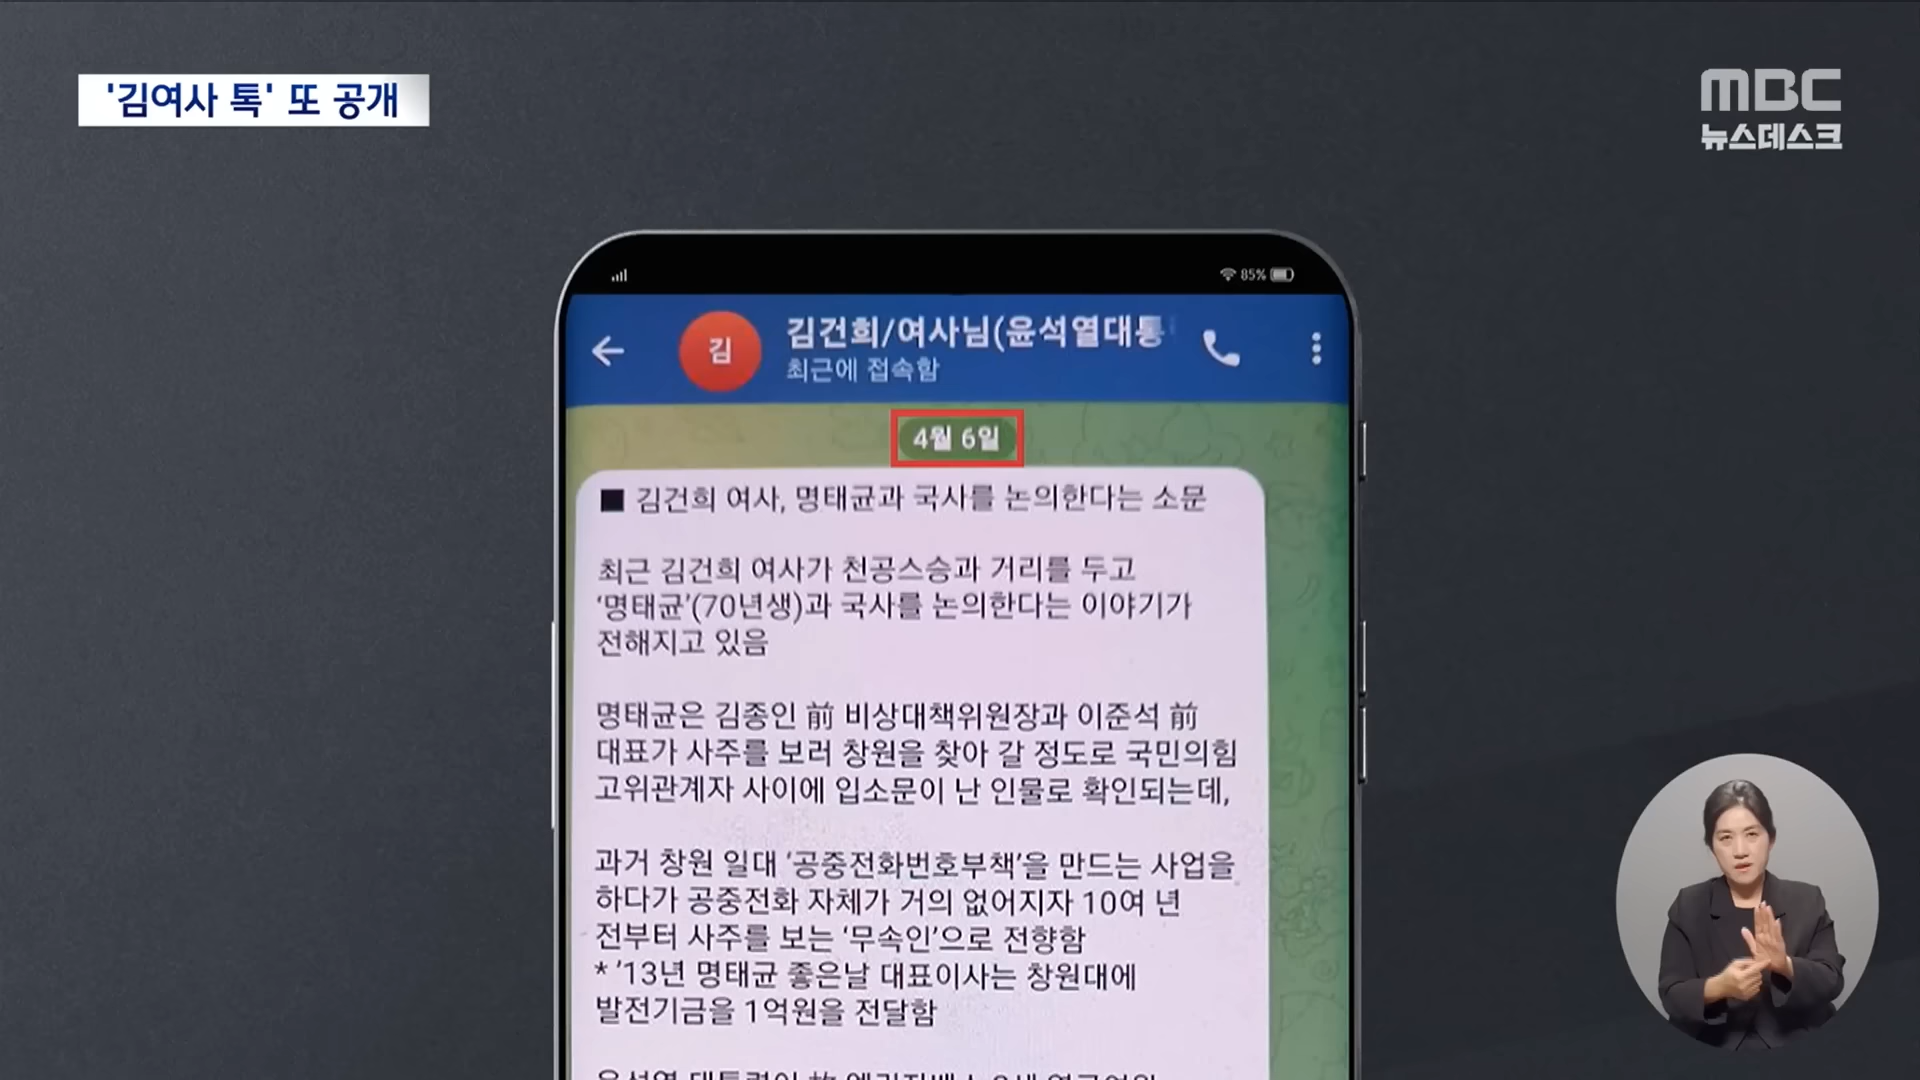 '김여사 톡' 또 공개
MBC
뉴스데스크
85%
김
김건희/여사님(윤석열대통
최근에 접속함
4월 6일
■ 김건희 여사, 명태균과 국사를 논의한다는 소문
최근 김건희 여사가 천공스승과 거리를 두고
‘명태균’(70년생)과 국사를 논의한다는 이야기가
전해지고 있음
명태균은 김종인 前 비상대책위원장과 이준석 前
대표가 사주를 보러 창원을 찾아 갈 정도로 국민의힘
고위관계자 사이에 입소문이 난 인물로 확인되는데,
과거 창원 일대 ‘공중전화번호부책’을 만드는 사업을
하다가 공중전화 자체가 거의 없어지자 10여 년
전부터 사주를 보는 ‘무속인’으로 전향함
* ’13년 명태균 좋은날 대표이사는 창원대에
발전기금을 1억원을 전달함